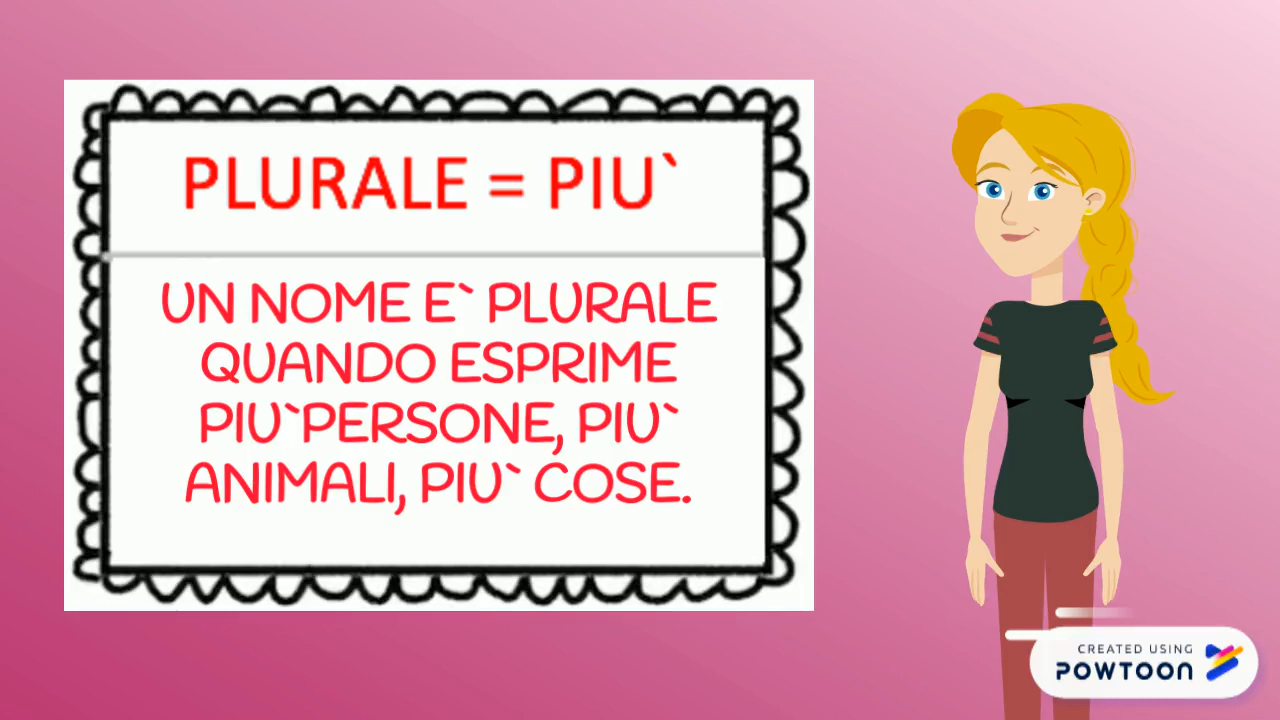 PLURALE = PIU`
UN NOME E` PLURALE
QUANDO ESPRIME
PIU`PERSONE, PIU`
ANIMALI, PIU` COSE.
CREATED USING
POWTOON